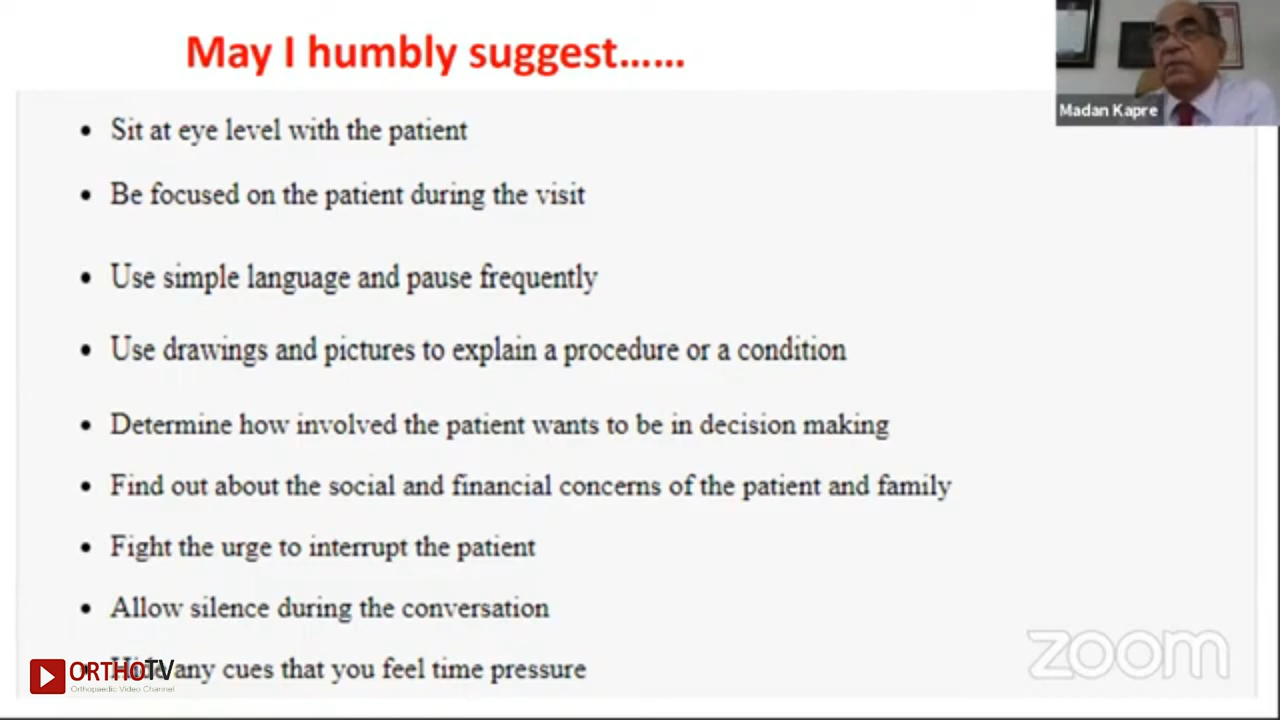 May I humbly suggest……
Madan Kapre
Sit at eye level with the patient
Be focused on the patient during the visit
Use simple language and pause frequently
Use drawings and pictures to explain a procedure or a condition
Determine how involved the patient wants to be in decision making
Find out about the social and financial concerns of the patient and family
Fight the urge to interrupt the patient
Allow silence during the conversation
Hide any cues that you feel time pressure
ORTHOTV
Orthopaedic Video Channel
zoom